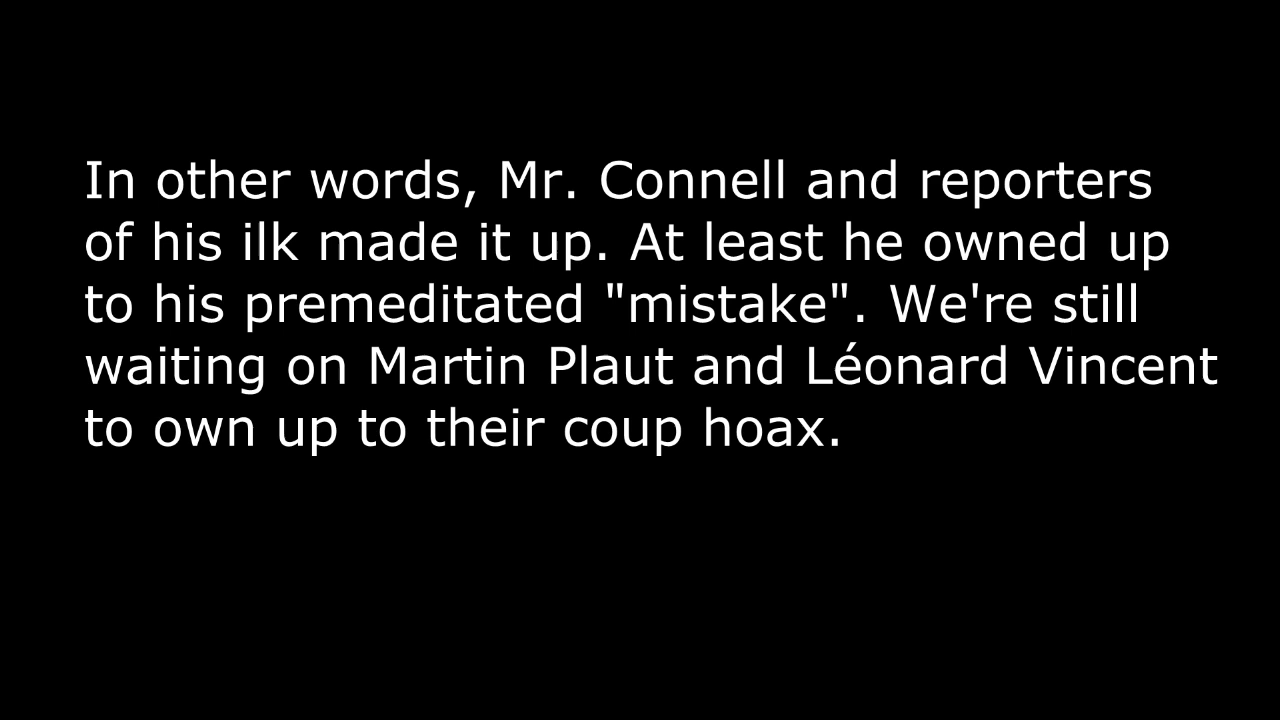 In other words, Mr. Connell and reporters
of his ilk made it up. At least he owned up
to his premeditated "mistake". We're still
waiting on Martin Plaut and Léonard Vincent
to own up to their coup hoax.